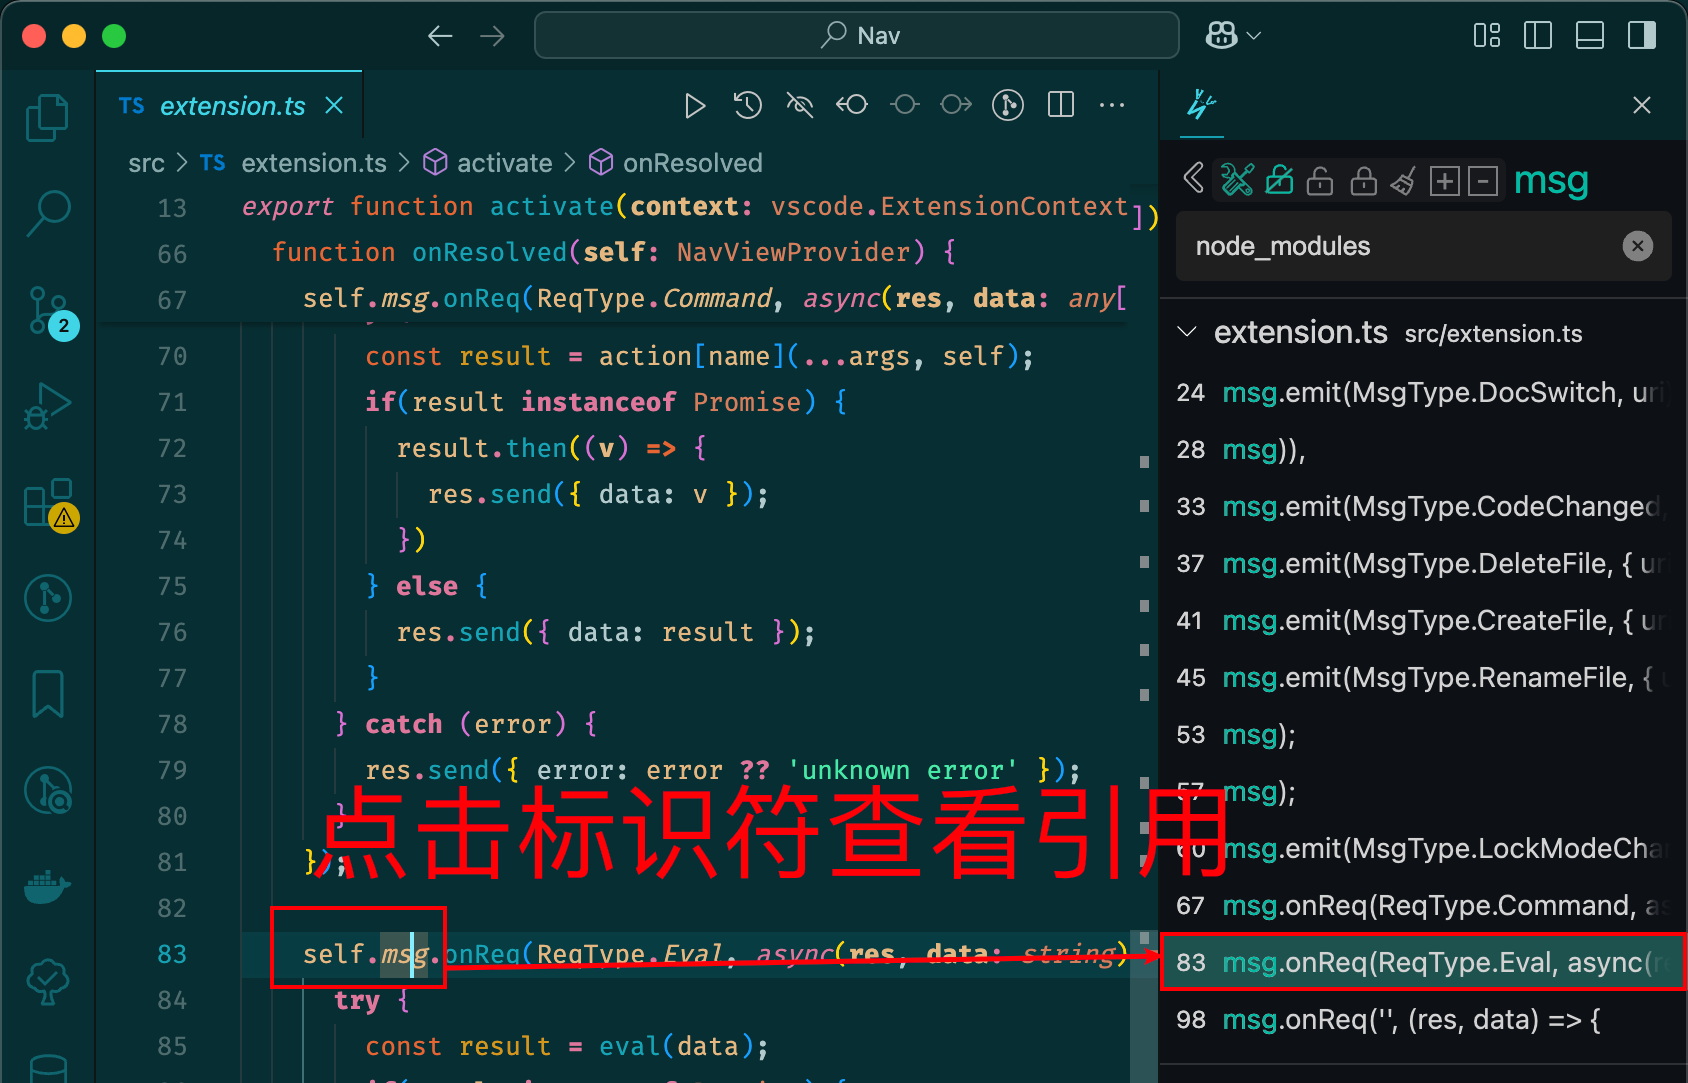 Nav
TS extension.ts
src > TS extension.ts > activate > onResolved
13 export function activate(context: vscode.ExtensionContext
])
66 function onResolved(self: NavViewProvider) {
67 self.msg.onReq(ReqType.Command, async(res, data: any[
70 const result = action[name](...args, self);
71 if(result instanceof Promise) {
72 result.then((v) => {
73 res.send({ data: v });
74 })
75 } else {
76 res.send({ data: result });
77 }
78 } catch (error) {
79 res.send({ error: error ?? 'unknown error' });
80 }
81 });
82
83 self.msg.onReq(ReqType.Eval, async(res, data: string)
84 try {
85 const result = eval(data);
点击标识符查看引用
2
msg
node_modules
extension.ts src/extension.ts
24 msg.emit(MsgType.DocSwitch, uri
28 msg)),
33 msg.emit(MsgType.CodeChanged,
37 msg.emit(MsgType.DeleteFile, { uri
41 msg.emit(MsgType.CreateFile, { uri
45 msg.emit(MsgType.RenameFile, { u
53 msg);
57 msg);
60 msg.emit(MsgType.LockModeCha
67 msg.onReq(ReqType.Command, as
83 msg.onReq(ReqType.Eval, async(re
98 msg.onReq('', (res, data) => {